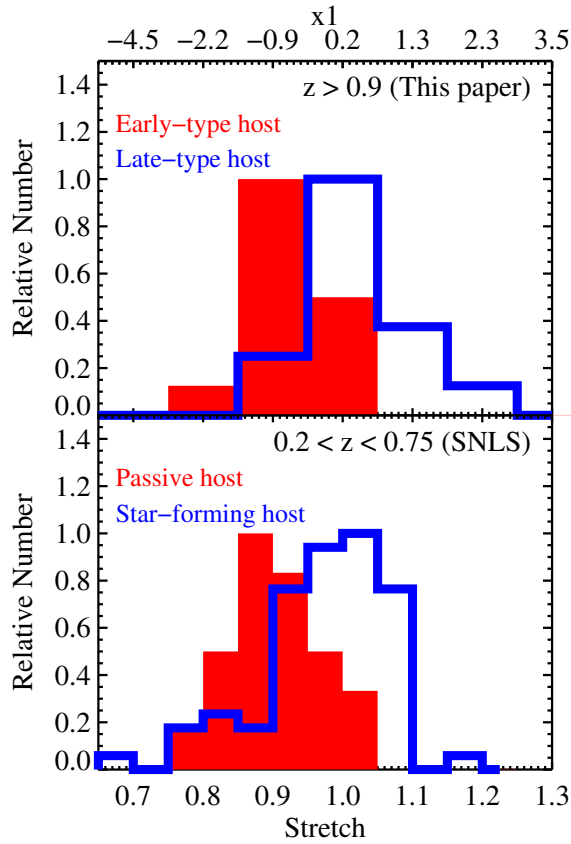 x1
−4.5 −2.2 −0.9 0.2 1.3 2.3 3.5
z > 0.9 (This paper)
Early−type host
Late−type host
Relative Number
1.4
1.2
1.0
0.8
0.6
0.4
0.2
0.0
0.2 < z < 0.75 (SNLS)
Passive host
Star−forming host
Relative Number
1.4
1.2
1.0
0.8
0.6
0.4
0.2
0.0
0.7 0.8 0.9 1.0 1.1 1.2 1.3
Stretch